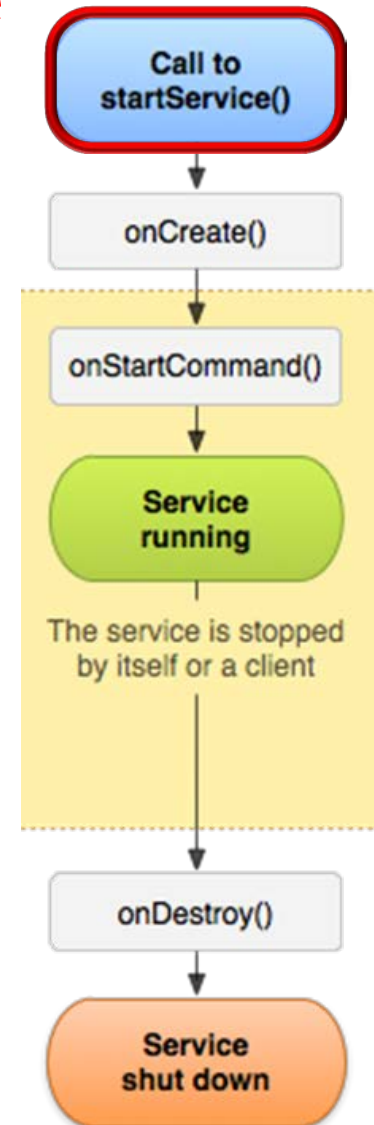 Call to
startService()
onCreate()
onStartCommand()
Service
running
The service is stopped
by itself or a client
onDestroy()
Service
shut down